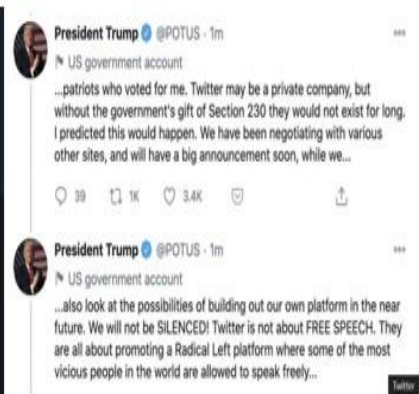 President Trump @POTUS · 1m
US government account
...patriots who voted for me. Twitter may be a private company, but
without the government's gift of Section 230 they would not exist for long.
I predicted this would happen. We have been negotiating with various
other sites, and will have a big announcement soon, while we...
39 1K 3.4K
President Trump @POTUS · 1m
US government account
...also look at the possibilities of building out our own platform in the near
future. We will not be SILENCED! Twitter is not about FREE SPEECH. They
are all about promoting a Radical Left platform where some of the most
vicious people in the world are allowed to speak freely...
Twitter